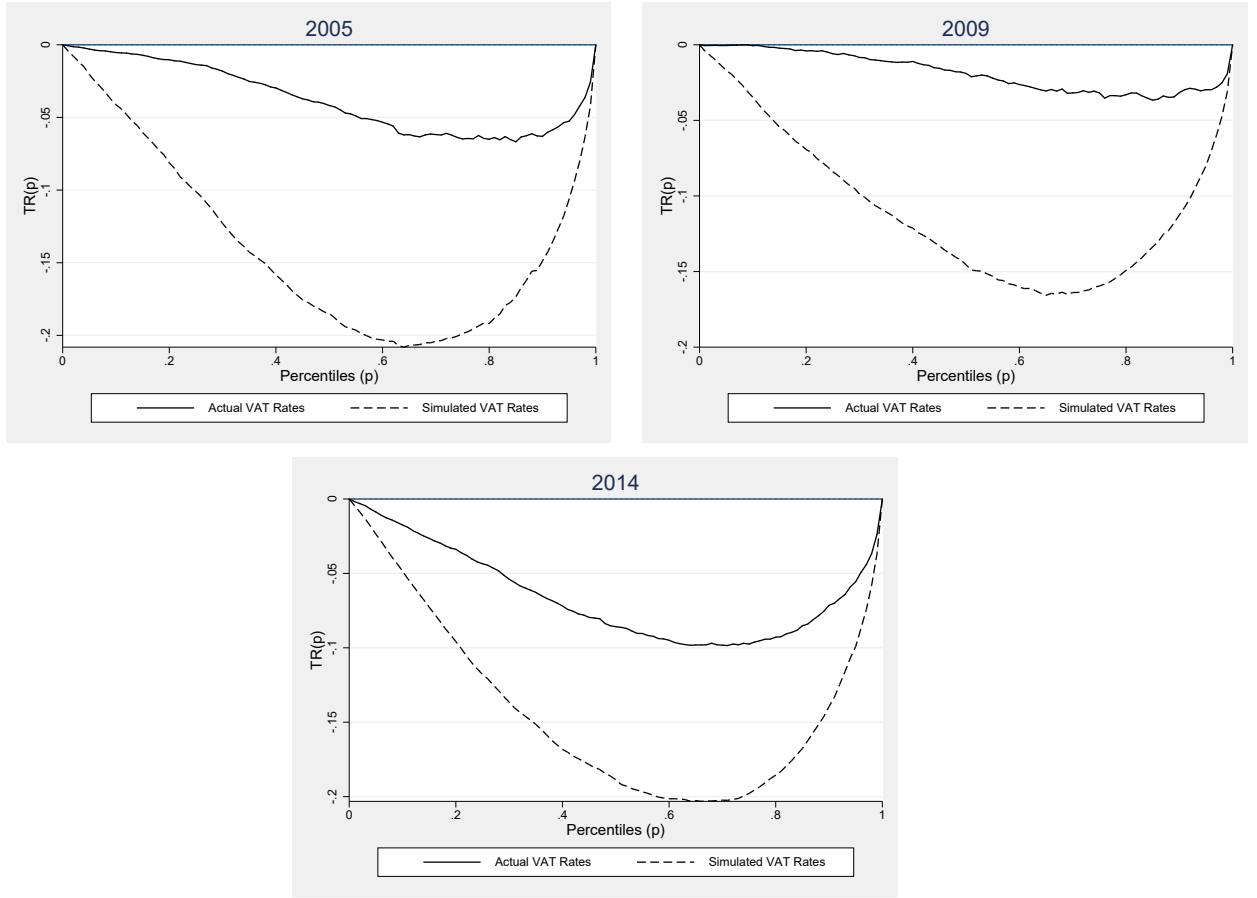 2005
0
-.05
-.1
-.15
-.2
TR(p)
0 .2 .4 .6 .8 1
Percentiles (p)
Actual VAT Rates Simulated VAT Rates
2009
0
-.05
-.1
-.15
-.2
TR(p)
0 .2 .4 .6 .8 1
Percentiles (p)
Actual VAT Rates Simulated VAT Rates
2014
0
-.05
-.1
-.15
-.2
TR(p)
0 .2 .4 .6 .8 1
Percentiles (p)
Actual VAT Rates Simulated VAT Rates